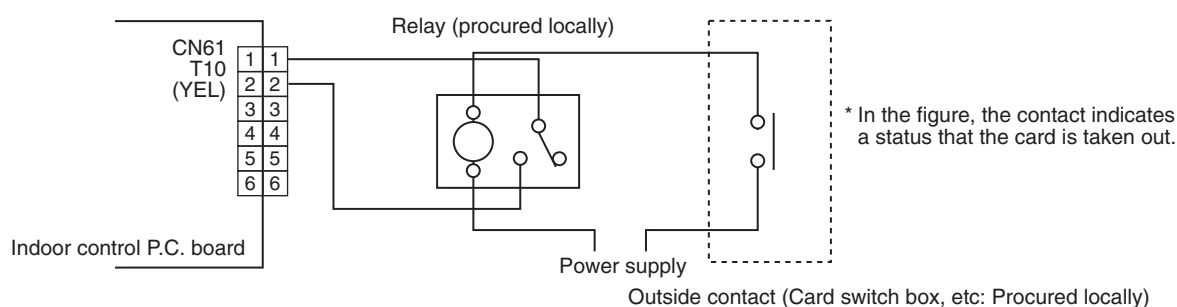 Relay (procured locally)
CN61
T10
(YEL)
1 1
2 2
3 3
4 4
5 5
6 6
* In the figure, the contact indicates
a status that the card is taken out.
Indoor control P.C. board
Power supply
Outside contact (Card switch box, etc: Procured locally)